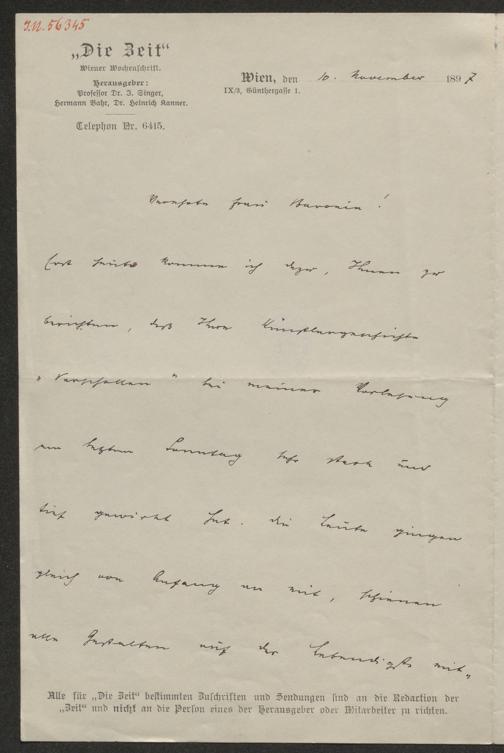 J.N. 56345
„Die Zeit“
Wiener Wochenschrift.
Herausgeber:
Professor Dr. I. Singer,
Hermann Bahr, Dr. Heinrich Kanner.
Telephon Nr. 6415.
Wien, den 10. November 1897
IX/3, Günthergasse 1.
Verehrte Frau Baronin!
Erst heute komme ich dazu, Ihnen zu
berichten, daß Ihre Künstlergeschichte
„Verschollen“ bei meiner Vorlesung
am letzten Sonntag sehr stark und
tief gewirkt hat. Die Leute gingen
gleich von Anfang an mit, schienen
alle Gestalten auf das Lebendigste mit-
Alle für „Die Zeit“ bestimmten Zuschriften und Sendungen sind an die Redaction der
„Zeit“ und nicht an die Person eines der Herausgeber oder Mitarbeiter zu richten.